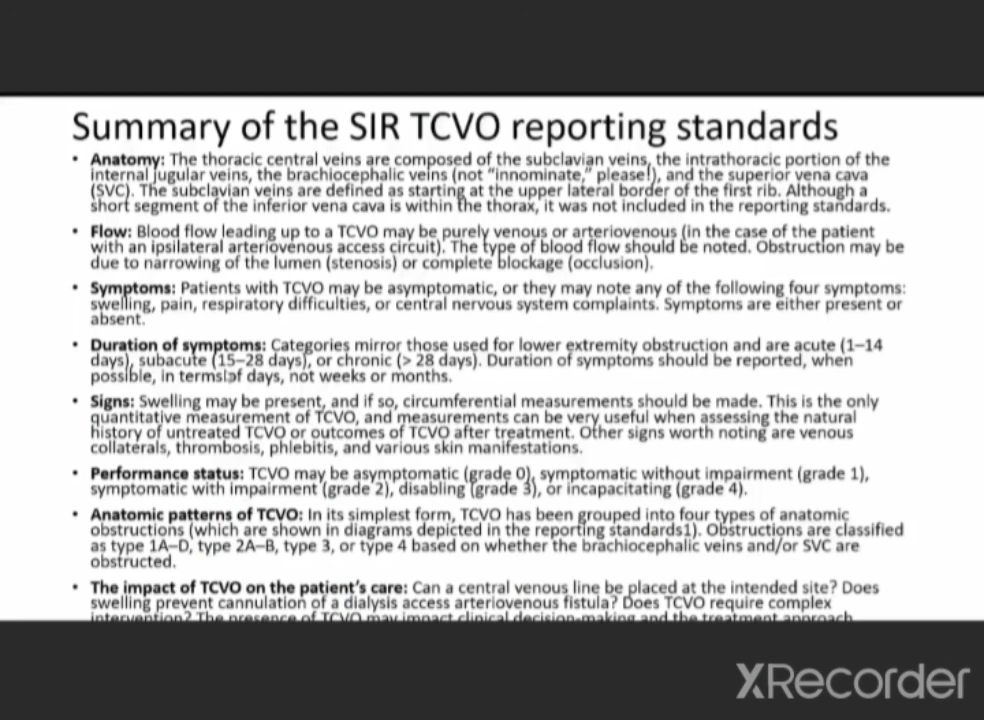 Summary of the SIR TCVO reporting standards
• Anatomy: The thoracic central veins are composed of the subclavian veins, the intrathoracic portion of the
internal jugular veins, the brachiocephalic veins (not “innominate,” please!), and the superior vena cava
(SVC). The subclavian veins are defined as starting at the upper lateral border of the first rib. Although a
short segment of the inferior vena cava is within the thorax, it was not included in the reporting standards.
• Flow: Blood flow leading up to a TCVO may be purely venous or arteriovenous (in the case of the patient
with an ipsilateral arteriovenous access circuit). The type of blood flow should be noted. Obstruction may be
due to narrowing of the lumen (stenosis) or complete blockage (occlusion).
• Symptoms: Patients with TCVO may be asymptomatic, or they may note any of the following four symptoms:
swelling, pain, respiratory difficulties, or central nervous system complaints. Symptoms are either present or
absent.
• Duration of symptoms: Categories mirror those used for lower extremity obstruction and are acute (1–14
days), subacute (15–28 days), or chronic (> 28 days). Duration of symptoms should be reported, when
possible, in terms of days, not weeks or months.
• Signs: Swelling may be present, and if so, circumferential measurements should be made. This is the only
quantitative measurement of TCVO, and measurements can be very useful when assessing the natural
history of untreated TCVO or outcomes of TCVO after treatment. Other signs worth noting are venous
collaterals, thrombosis, phlebitis, and various skin manifestations.
• Performance status: TCVO may be asymptomatic (grade 0), symptomatic without impairment (grade 1),
symptomatic with impairment (grade 2), disabling (grade 3), or incapacitating (grade 4).
• Anatomic patterns of TCVO: In its simplest form, TCVO has been grouped into four types of anatomic
obstructions (which are shown in diagrams depicted in the reporting standards1). Obstructions are classified
as type 1A–D, type 2A–B, type 3, or type 4 based on whether the brachiocephalic veins and/or SVC are
obstructed.
• The impact of TCVO on the patient’s care: Can a central venous line be placed at the intended site? Does
swelling prevent cannulation of a dialysis access arteriovenous fistula? Does TCVO require complex
intervention? The presence of TCVO may impact clinical decision-making and the treatment approach
XRecorder